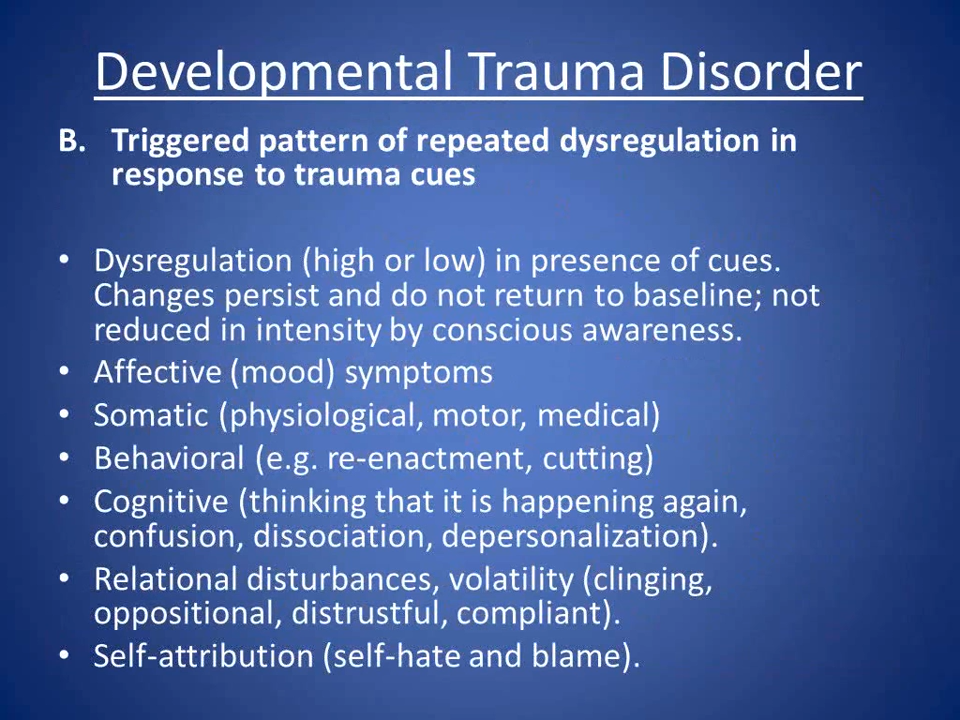 Developmental Trauma Disorder
B. Triggered pattern of repeated dysregulation in
response to trauma cues
• Dysregulation (high or low) in presence of cues.
Changes persist and do not return to baseline; not
reduced in intensity by conscious awareness.
• Affective (mood) symptoms
• Somatic (physiological, motor, medical)
• Behavioral (e.g. re-enactment, cutting)
• Cognitive (thinking that it is happening again,
confusion, dissociation, depersonalization).
• Relational disturbances, volatility (clinging,
oppositional, distrustful, compliant).
• Self-attribution (self-hate and blame).